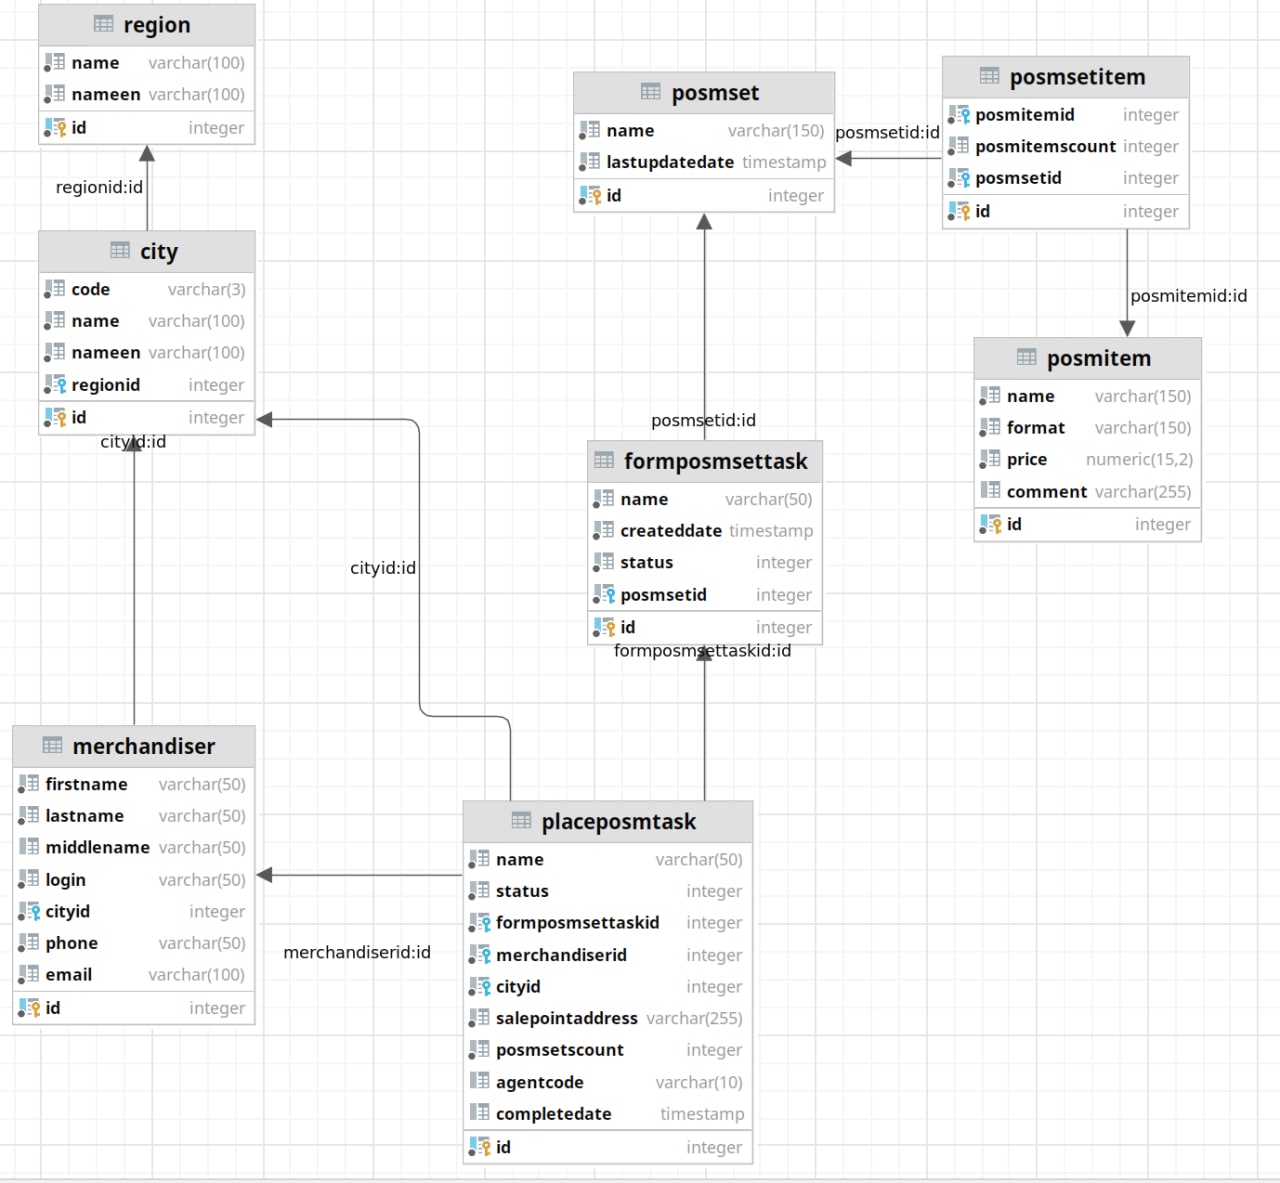 region
name varchar(100)
nameen varchar(100)
id integer
regionid:id
city
code varchar(3)
name varchar(100)
nameen varchar(100)
regionid integer
id integer
cityid:id
cityid:id
merchandiser
firstname varchar(50)
lastname varchar(50)
middlename varchar(50)
login varchar(50)
cityid integer
phone varchar(50)
email varchar(100)
id integer
merchandiserid:id
posmset
name varchar(150)
lastupdatedate timestamp
id integer
posmsetid:id
posmsetitem
posmitemid integer
posmitemscount integer
posmsetid integer
id integer
posmitemid:id
posmitem
name varchar(150)
format varchar(150)
price numeric(15,2)
comment varchar(255)
id integer
posmsetid:id
formposmsettask
name varchar(50)
createddate timestamp
status integer
posmsetid integer
id integer
formposmsettaskid:id
placeposmtask
name varchar(50)
status integer
formposmsettaskid integer
merchandiserid integer
cityid integer
salepointaddress varchar(255)
posmsetscount integer
agentcode varchar(10)
completedate timestamp
id integer